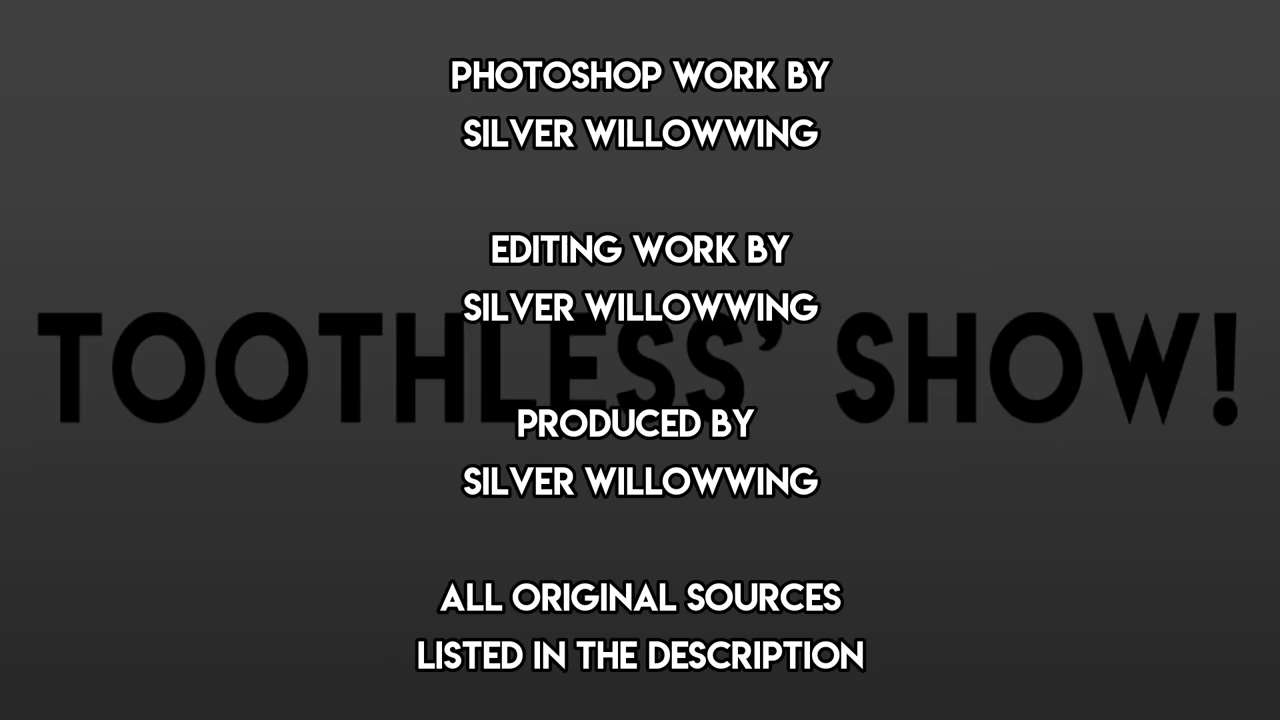 PHOTOSHOP WORK BY
SILVER WILLOWWING
EDITING WORK BY
SILVER WILLOWWING
TOOTHLESS’ SHOW!
PRODUCED BY
SILVER WILLOWWING
ALL ORIGINAL SOURCES
LISTED IN THE DESCRIPTION